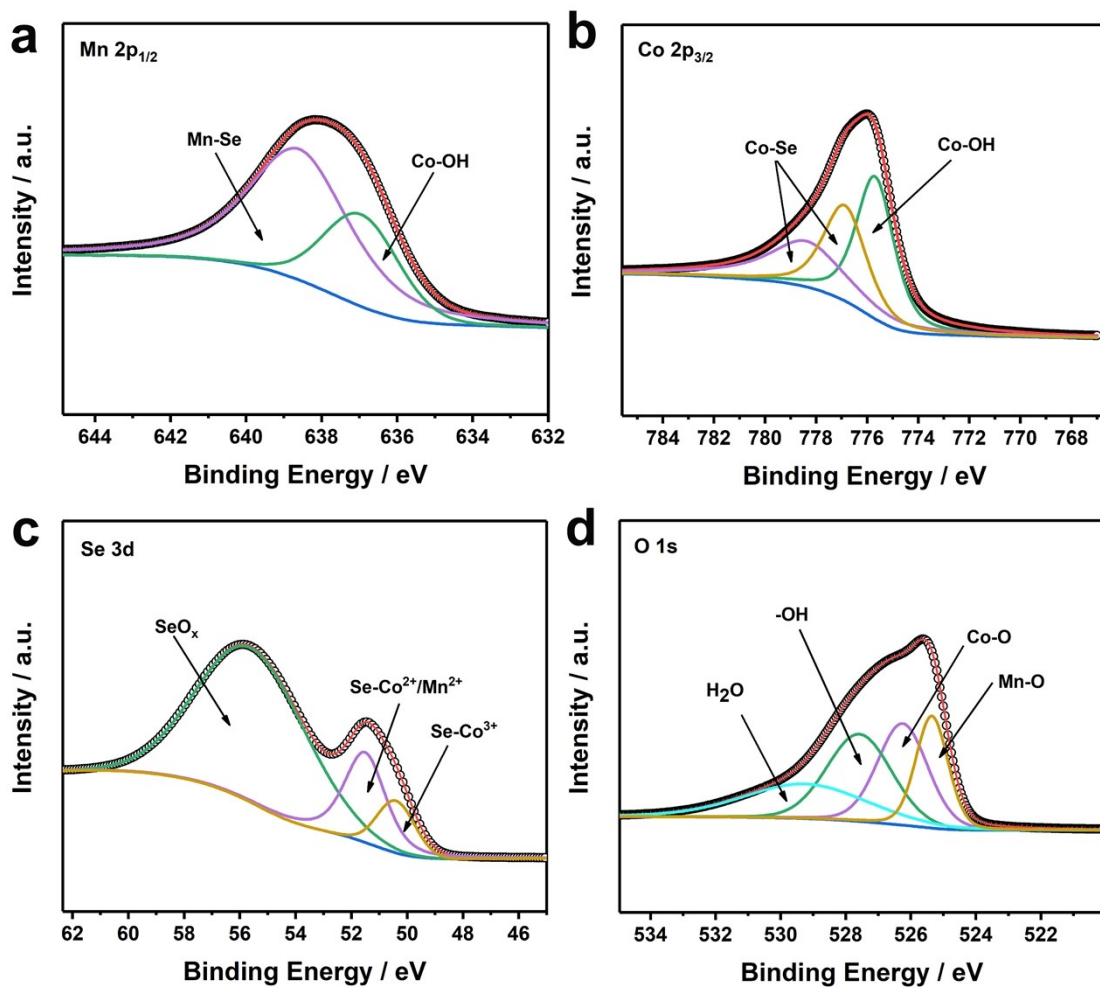 a
Mn 2p1/2
Mn-Se
Co-OH
Intensity / a.u.
644 642 640 638 636 634 632
Binding Energy / eV
b
Co 2p3/2
Co-Se
Co-OH
Intensity / a.u.
784 782 780 778 776 774 772 770 768
Binding Energy / eV
c
Se 3d
SeOx
Se-Co2+/Mn2+
Se-Co3+
Intensity / a.u.
62 60 58 56 54 52 50 48 46
Binding Energy / eV
d
O 1s
-OH
H2O
Co-O
Mn-O
Intensity / a.u.
534 532 530 528 526 524 522
Binding Energy / eV